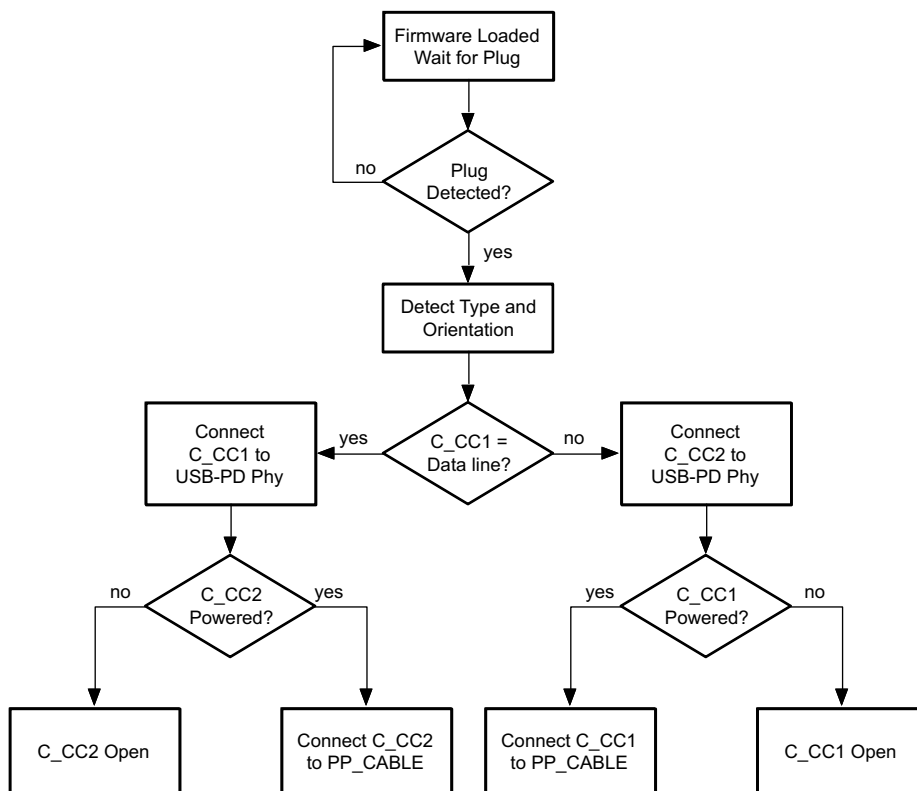 Firmware Loaded
Wait for Plug
no
Plug
Detected?
yes
Detect Type and
Orientation
Connect
C_CC1 to
USB-PD Phy
yes
C_CC1 =
Data line?
no
Connect
C_CC2 to
USB-PD Phy
no
C_CC2
Powered?
yes
yes
C_CC1
Powered?
no
C_CC2 Open
Connect C_CC2
to PP_CABLE
Connect C_CC1
to PP_CABLE
C_CC1 Open